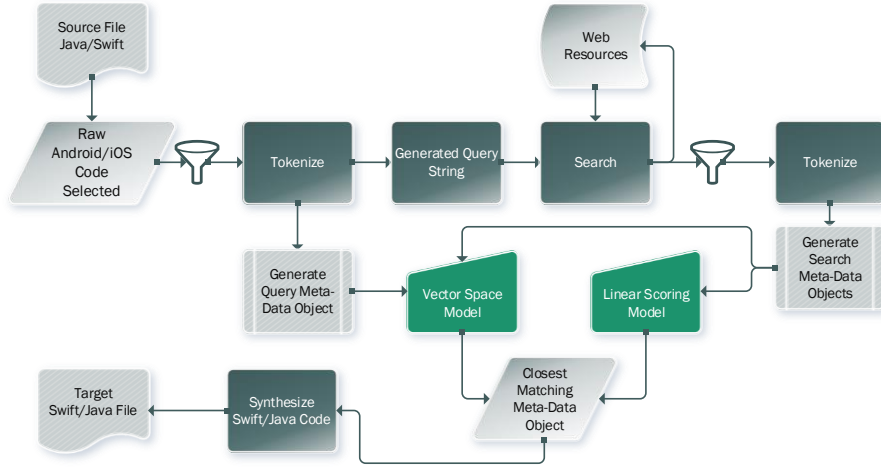 Source File
Java/Swift
Web
Resources
Raw
Android/iOS
Code
Selected
Tokenize
Generated Query
String
Search
Tokenize
Generate
Query Meta-
Data Object
Vector Space
Model
Linear Scoring
Model
Generate
Search
Meta-Data
Objects
Target
Swift/Java File
Synthesize
Swift/Java Code
Closest
Matching
Meta-Data
Object